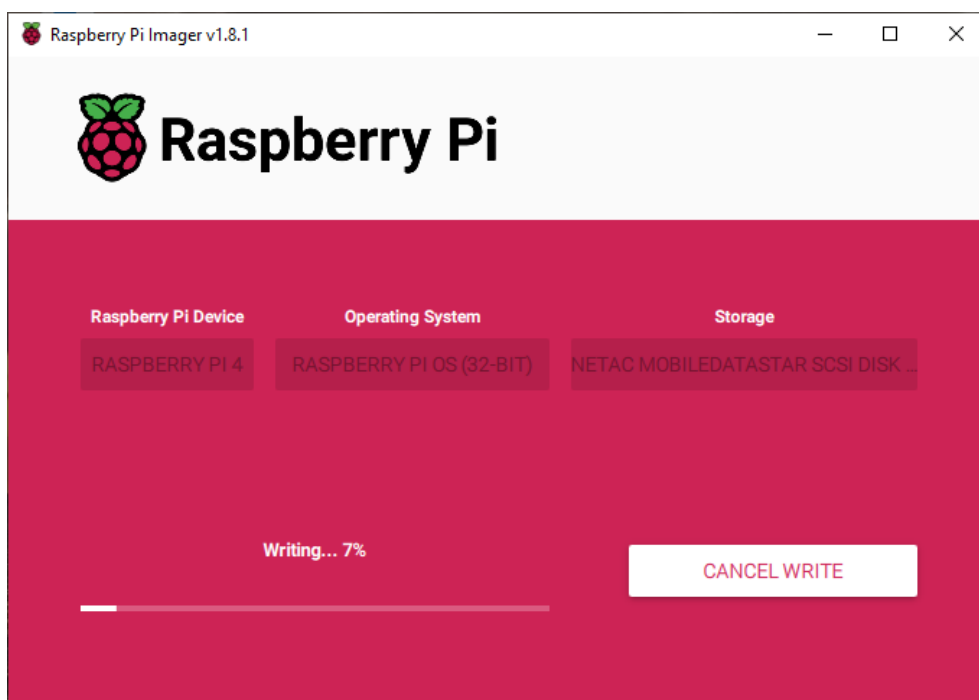 Raspberry Pi Imager v1.8.1
Raspberry Pi
Raspberry Pi Device
Operating System
Storage
RASPBERRY PI 4
RASPBERRY PI OS (32-BIT)
NETAC MOBILEDATASTAR SCSI DISK ...
Writing... 7%
CANCEL WRITE